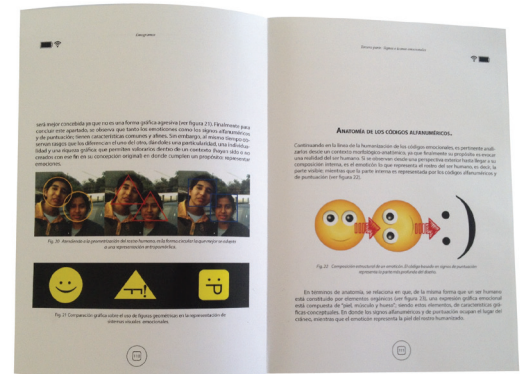 será mejor concebida ya que no es una forma gráfica agresiva (ver figura 21). Finalmente para
concluir este apartado, se observa que tanto los emoticones como los signos alfanuméricos
y de puntuación; tienen características comunes y afines. Sin embargo, al mismo tiempo con-
servan rasgos que los diferencian el uno del otro, dándoles una particularidad, una individua-
lidad y una riqueza gráfica que permiten valorarlos dentro de un contexto (hayan sido o no
creados con ese fin en su concepción original) en donde cumplen un propósito: representar
emociones.
Fig. 20 Atendiendo a la geometrización del rostro humano, es la forma circular la que mejor se adapta
a una representación antropomórfica.
Fig. 21 Comparación gráfica sobre el uso de figuras geométricas en la representación de
sistemas visuales emocionales.
ANATOMÍA DE LOS CÓDIGOS ALFANUMÉRICOS.
Continuando en la línea de la humanización de los códigos emocionales, es pertinente anali-
zarlos desde un contexto morfológico-anatómico, ya que finalmente su propósito es emular
una realidad del ser humano. Si se observan desde una perspectiva exterior hasta llegar a su
composición interna, es el emoticón lo que representa el rostro del ser humano, es decir, la
parte visible; mientras que la parte interna es representada por los códigos alfanuméricos y
de puntuación (ver figura 22).
Fig. 22 Composición estructural de un emoticón. El código basado en signos de puntuación,
representa la parte más profunda del diseño.
En términos de anatomía, se relaciona en que, de la misma forma que un ser humano
está constituido por elementos orgánicos (ver figura 23), una expresión gráfica emocional
está compuesta de "piel, músculo y hueso", siendo estos elementos, de características grá-
ficas-conceptuales. En donde los signos alfanuméricos y de puntuación ocupan el lugar del
cráneo, mientras que el emoticón representa la piel del rostro humanizado.